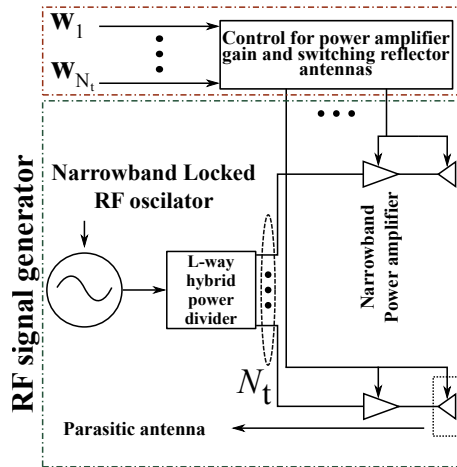 w1
wNt
Control for power amplifier
gain and switching reflector
antennas
RF signal generator
Narrowband Locked
RF oscilator
L-way
hybrid
power
divider
Narrowband
Power amplifier
Nt
Parasitic antenna